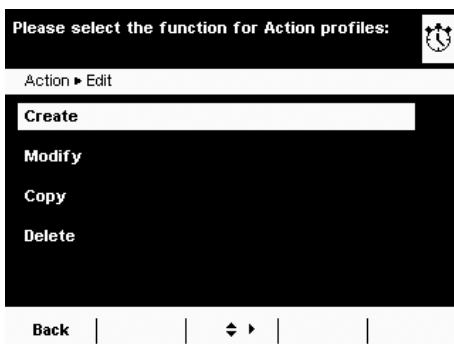 Please select the function for Action profiles:
Action ▸ Edit
Create
Modify
Copy
Delete
Back